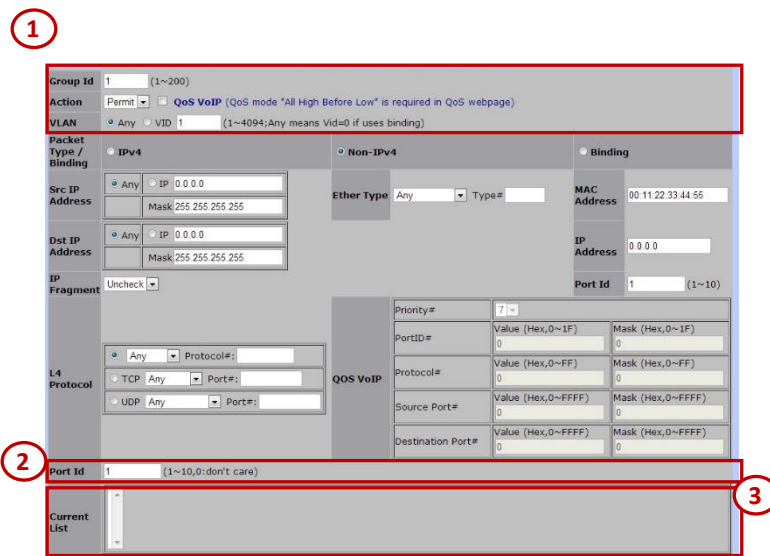 1
Group Id 1 (1~200)
Action Permit QoS VoIP (QoS mode "All High Before Low" is required in QoS webpage)
VLAN Any VID 1 (1~4094;Any means Vid=0 if uses binding)
Packet Type / Binding IPv4 Non-IPv4 Binding
Src IP Address Any IP 0.0.0.0
Mask 255.255.255.255
Ether Type Any Type#
MAC Address 00:11:22:33:44:55
Dst IP Address Any IP 0.0.0.0
Mask 255.255.255.255
IP Address 0.0.0.0
IP Fragment Uncheck
Port Id 1 (1~10)
L4 Protocol
Any Protocol#:
TCP Any Port#:
UDP Any Port#:
QOS VoIP
Priority# 7
PortID# Value (Hex,0~1F) Mask (Hex,0~1F)
0 0
Protocol# Value (Hex,0~FF) Mask (Hex,0~FF)
0 0
Source Port# Value (Hex,0~FFFF) Mask (Hex,0~FFFF)
0 0
Destination Port# Value (Hex,0~FFFF) Mask (Hex,0~FFFF)
0 0
2
Port Id 1 (1~10,0:don't care)
3
Current List